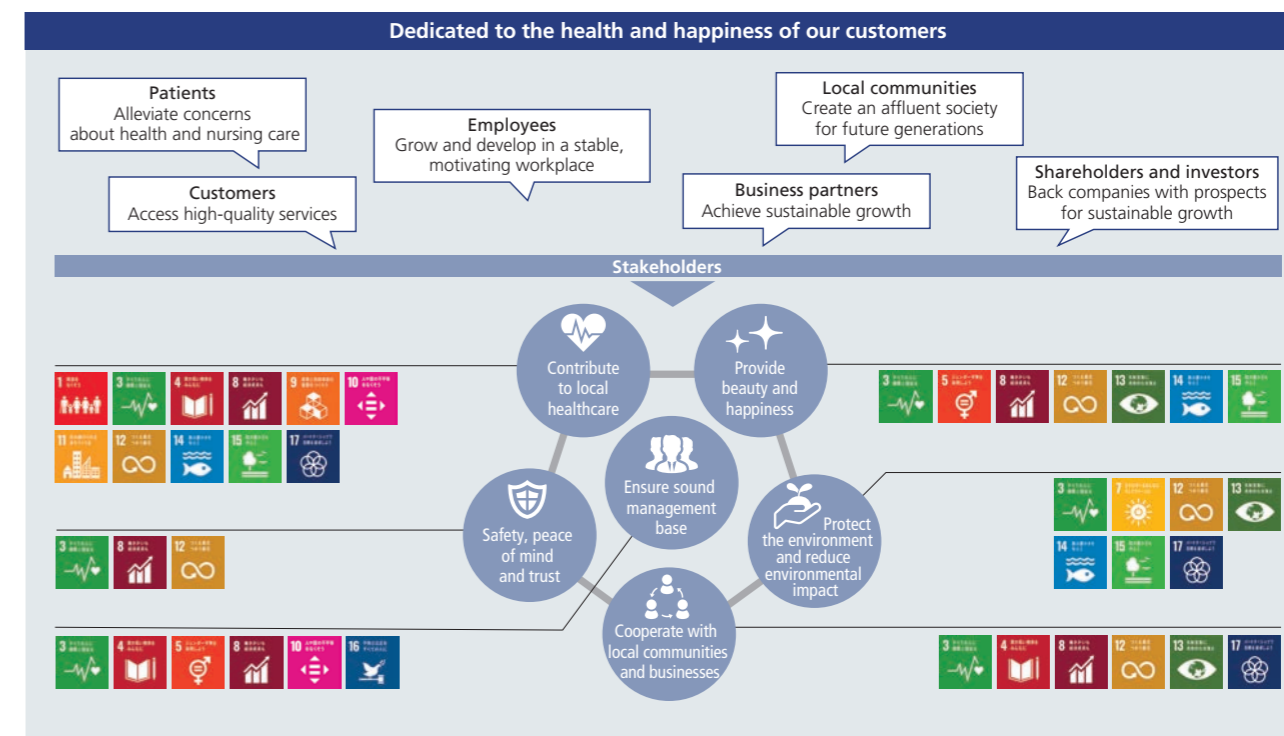 Dedicated to the health and happiness of our customers
Patients
Alleviate concerns
about health and nursing care
Customers
Access high-quality services
Employees
Grow and develop in a stable,
motivating workplace
Local communities
Create an affluent society
for future generations
Business partners
Achieve sustainable growth
Shareholders and investors
Back companies with prospects
for sustainable growth
Stakeholders
Contribute
to local
healthcare
Provide
beauty and
happiness
Ensure sound
management
base
Safety, peace
of mind
and trust
Protect
the environment
and reduce
environmental
impact
Cooperate with
local communities
and businesses
1
3
4
8
9
10
11
12
14
15
17
3
8
12
3
4
5
8
10
16
3
5
8
12
13
14
15
3
7
12
13
14
15
17
3
4
8
12
13
17